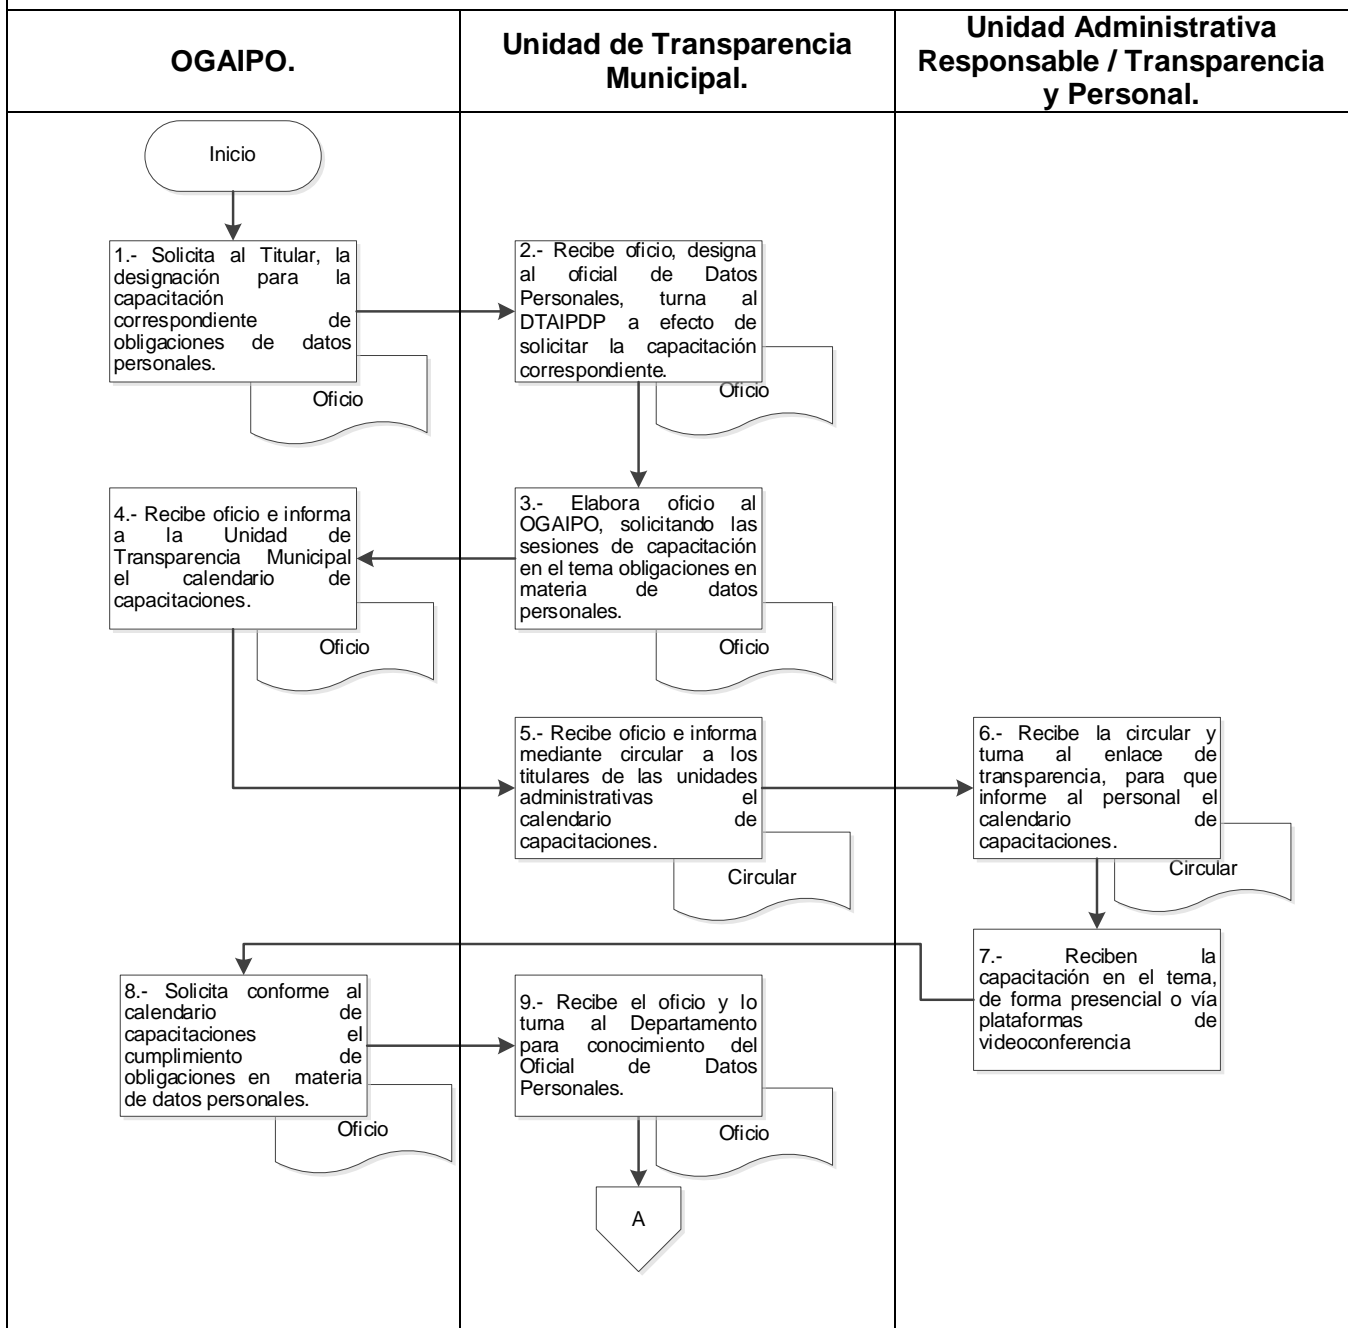 OGAIPO.
Unidad de Transparencia
Municipal.
Unidad Administrativa
Responsable / Transparencia
y Personal.
Inicio
1.- Solicita al Titular, la
designación para la
capacitación
correspondiente de
obligaciones de datos
personales.
Oficio
2.- Recibe oficio, designa
al oficial de Datos
Personales, turna al
DTAIPDP a efecto de
solicitar la capacitación
correspondiente.
Oficio
3.- Elabora oficio al
OGAIPO, solicitando las
sesiones de capacitación
en el tema obligaciones en
materia de datos
personales.
Oficio
4.- Recibe oficio e informa
a la Unidad de
Transparencia Municipal
el calendario de
capacitaciones.
Oficio
5.- Recibe oficio e informa
mediante circular a los
titulares de las unidades
administrativas el
calendario de
capacitaciones.
Circular
6.- Recibe la circular y
turna al enlace de
transparencia, para que
informe al personal el
calendario de
capacitaciones.
Circular
7.- Reciben la
capacitación en el tema,
de forma presencial o vía
plataformas de
videoconferencia
8.- Solicita conforme al
calendario de
capacitaciones el
cumplimiento de
obligaciones en materia
de datos personales.
Oficio
9.- Recibe el oficio y lo
turna al Departamento
para conocimiento del
Oficial de Datos
Personales.
Oficio
A